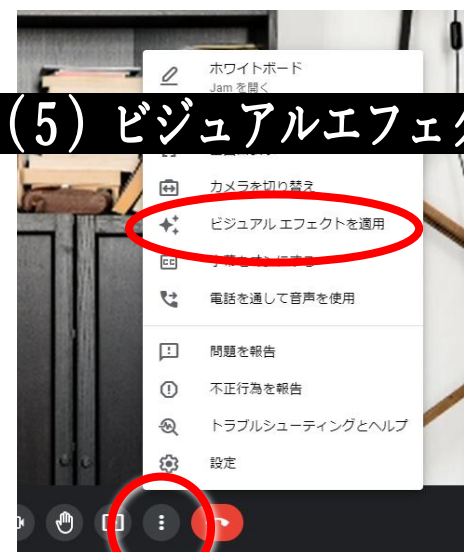 ホワイトボード
Jam を開く
(5) ビジュアルエフェク
カメラを切り替え
ビジュアル エフェクトを適用
電話を通して音声を使用
問題を報告
不正行為を報告
トラブルシューティングとヘルプ
設定